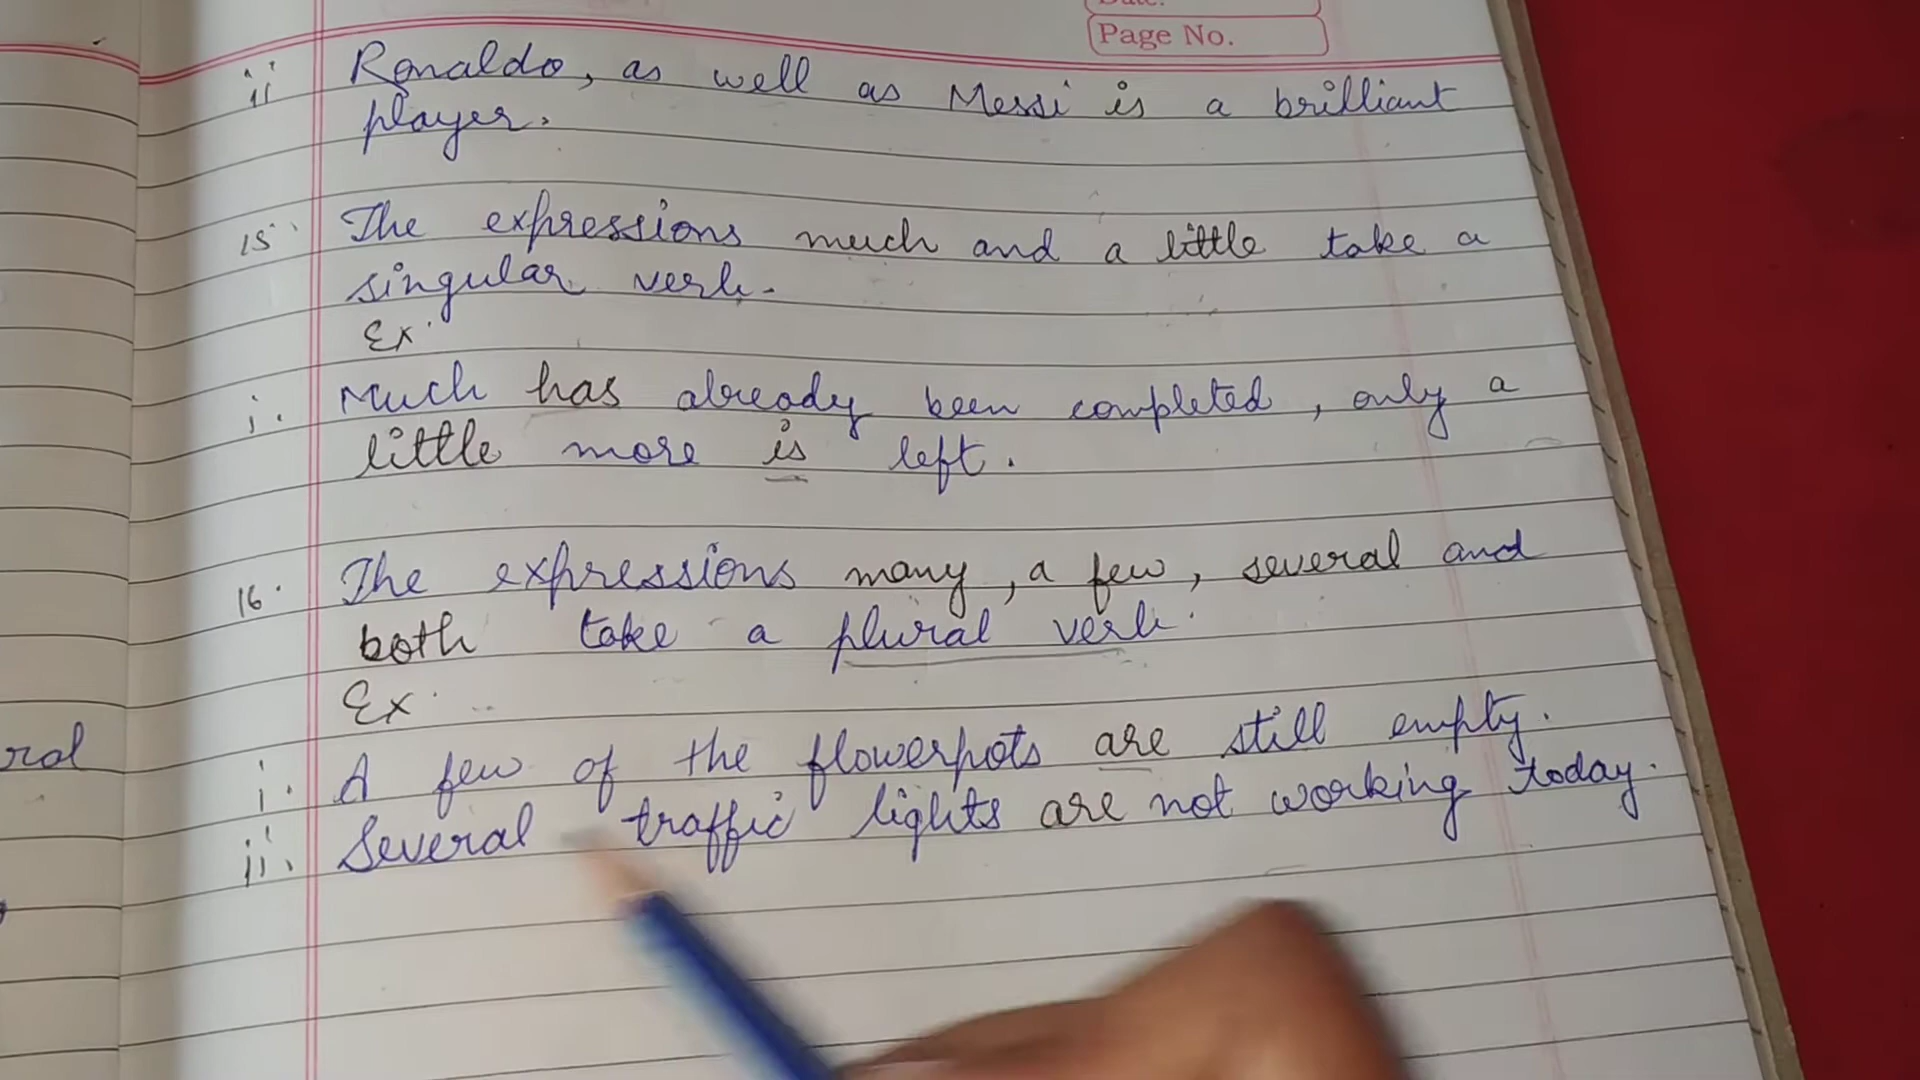 Page No.
ii Ronaldo, as well as Messi is a brilliant
player.
15. The expressions much and a little take a
singular verb.
Ex.
i. Much has already been completed, only a
little more is left.
16. The expressions many, a few, several and
both take a plural verb.
Ex.
i. A few of the flowerpots are still empty.
ii. Several traffic lights are not working today.